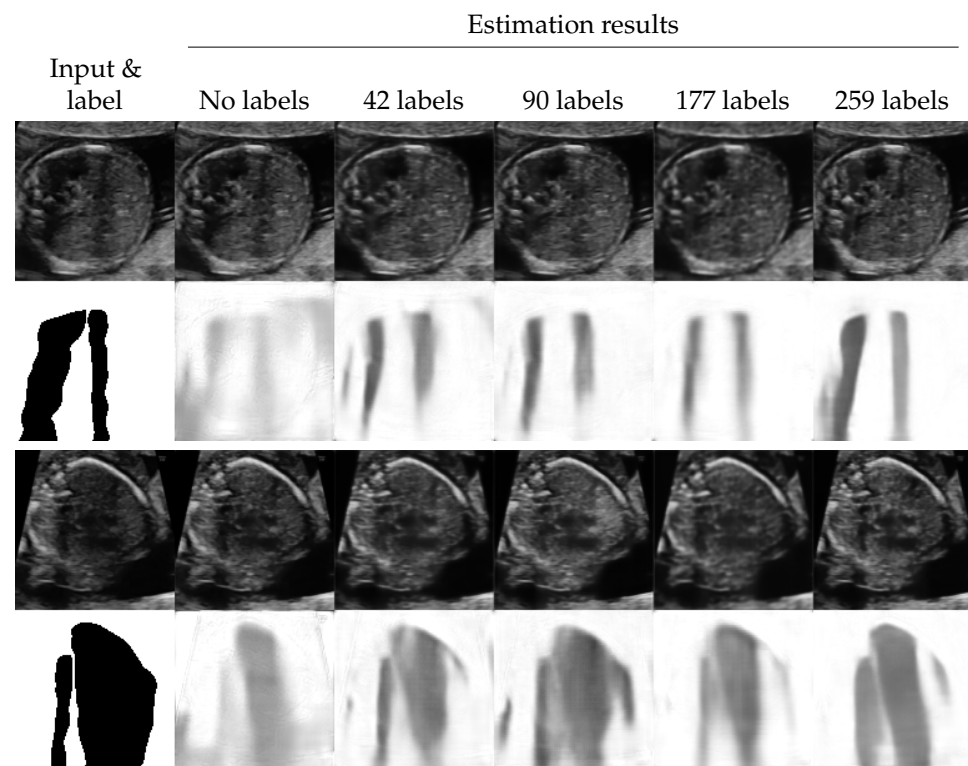 Estimation results
Input &
label
No labels
42 labels
90 labels
177 labels
259 labels